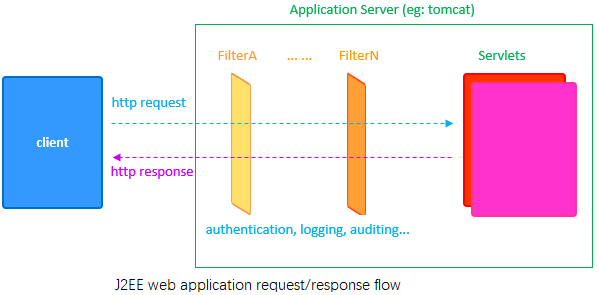 Application Server (eg: tomcat)
FilterA
... ...
FilterN
Servlets
http request
client
http response
authentication, logging, auditing...
J2EE web application request/response flow